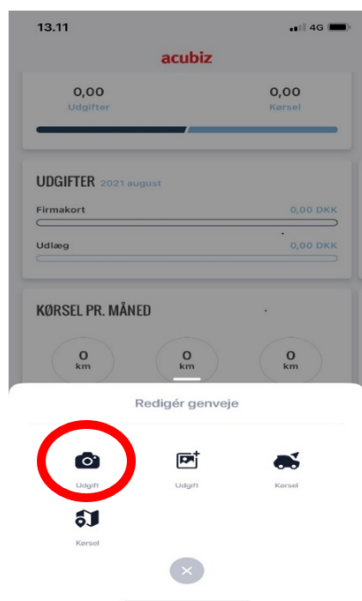 13.11 4G
acubiz
0,00 0,00
Udgifter Kørsel
UDGIFTER 2021 august
Firmakort 0,00 DKK
Udlæg 0,00 DKK
KØRSEL PR. MÅNED
0 0 0
km km km
Redigér genveje
Udgift Udgift Kørsel
Kørsel